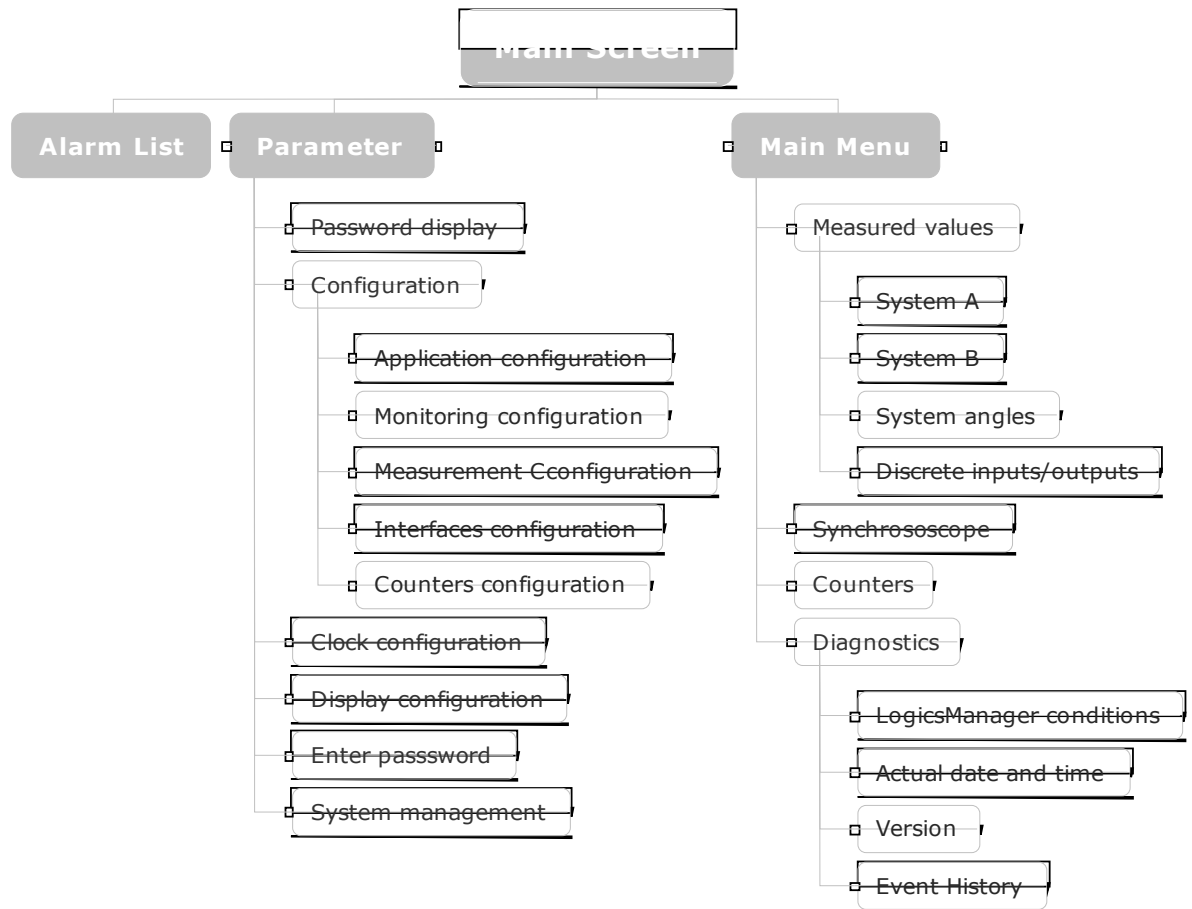 Main Screen
Alarm List
Parameter
Main Menu
Password display
Configuration
Application configuration
Monitoring configuration
Measurement Cconfiguration
Interfaces configuration
Counters configuration
Clock configuration
Display configuration
Enter passsword
System management
Measured values
System A
System B
System angles
Discrete inputs/outputs
Synchrososcope
Counters
Diagnostics
LogicsManager conditions
Actual date and time
Version
Event History